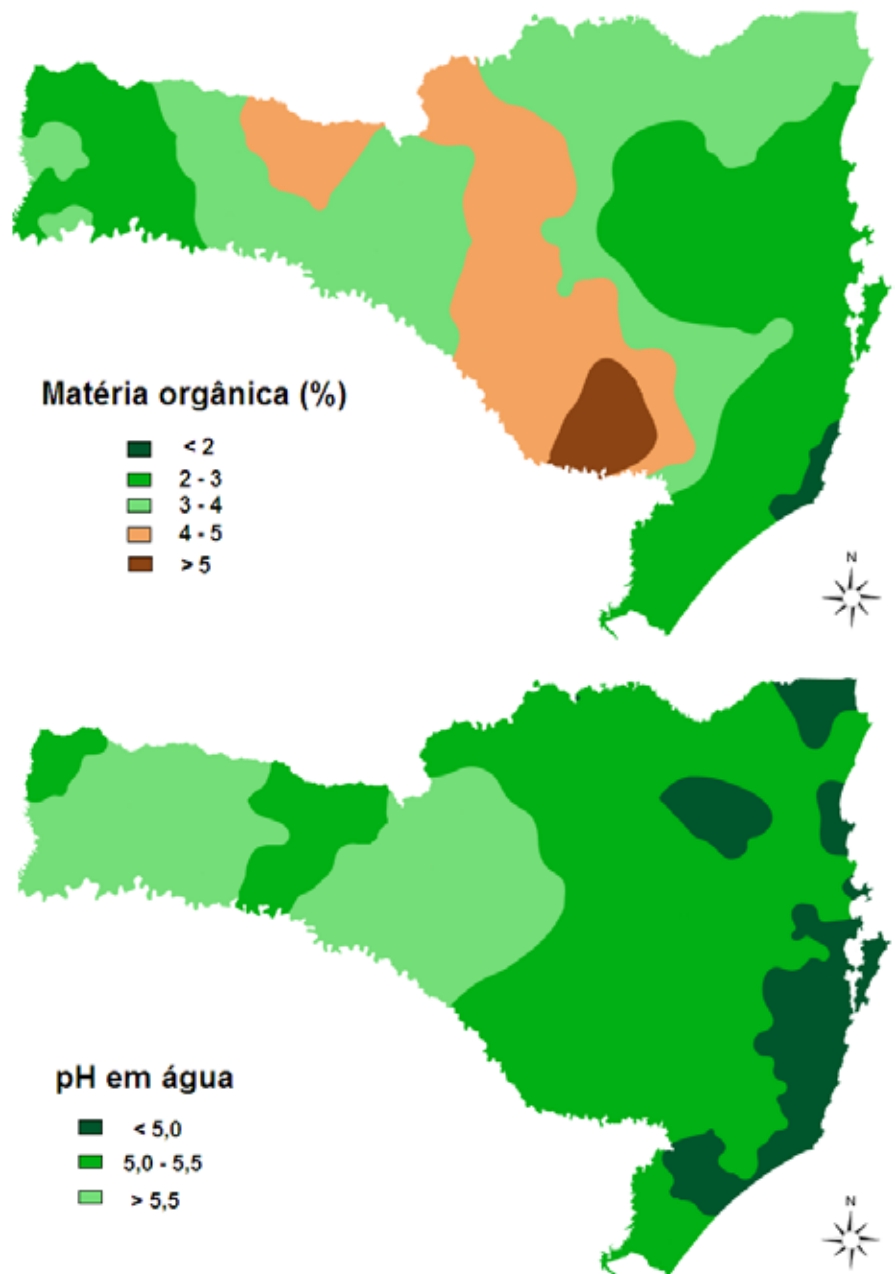 Matéria orgânica (%)
< 2
2 - 3
3 - 4
4 - 5
> 5
N
pH em água
< 5,0
5,0 - 5,5
> 5,5
N